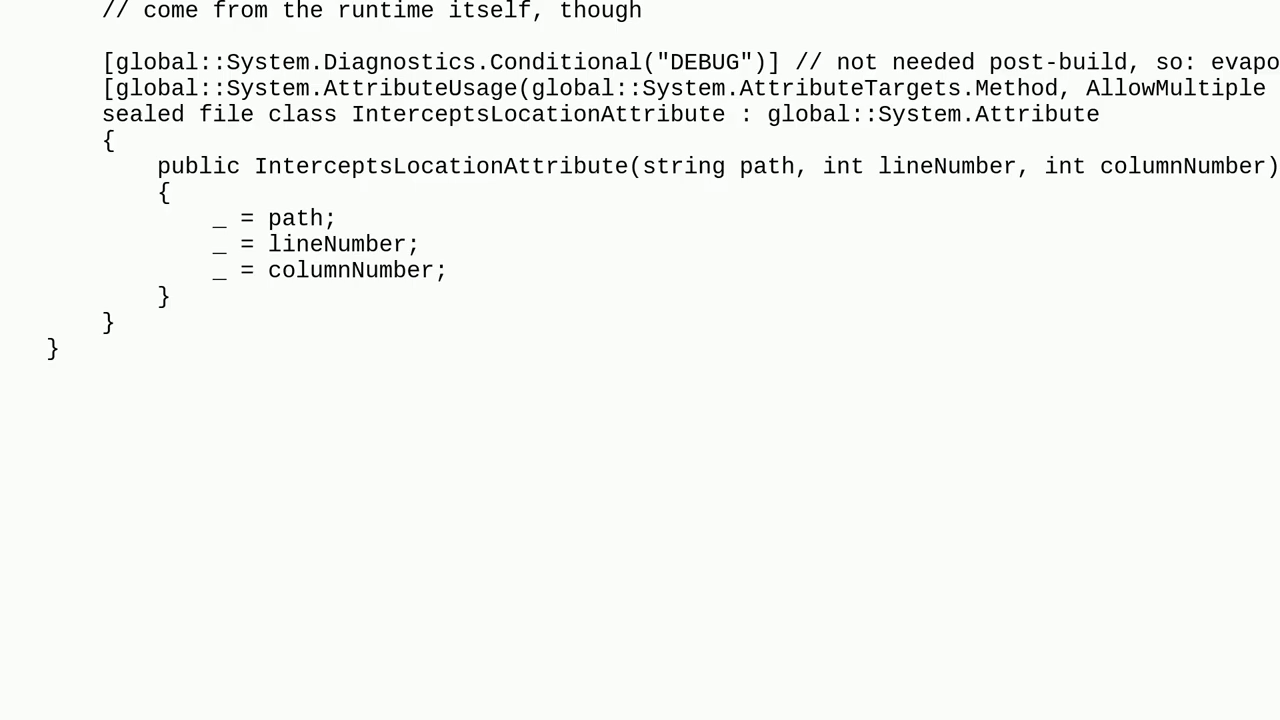 // come from the runtime itself, though
[global::System.Diagnostics.Conditional("DEBUG")] // not needed post-build, so: evapo
[global::System.AttributeUsage(global::System.AttributeTargets.Method, AllowMultiple
sealed file class InterceptsLocationAttribute : global::System.Attribute
{
public InterceptsLocationAttribute(string path, int lineNumber, int columnNumber)
{
_ = path;
_ = lineNumber;
_ = columnNumber;
}
}
}